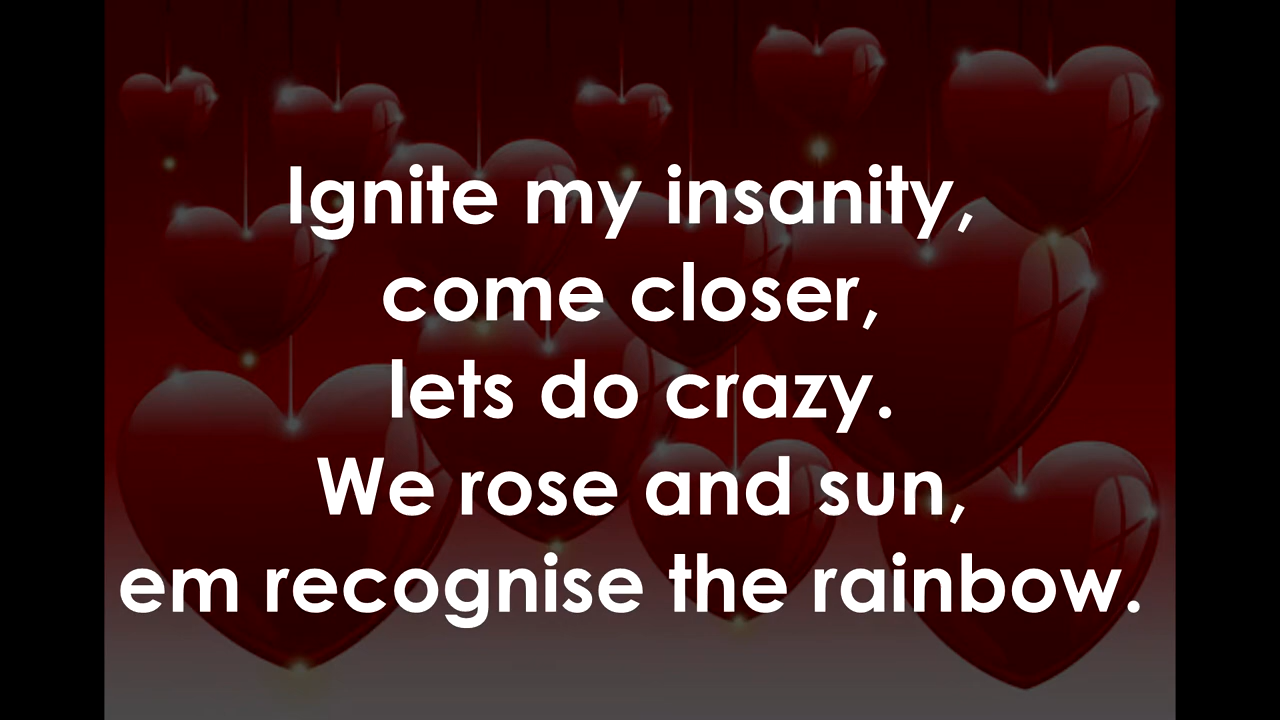 Ignite my insanity,
come closer,
lets do crazy.
We rose and sun,
em recognise the rainbow.